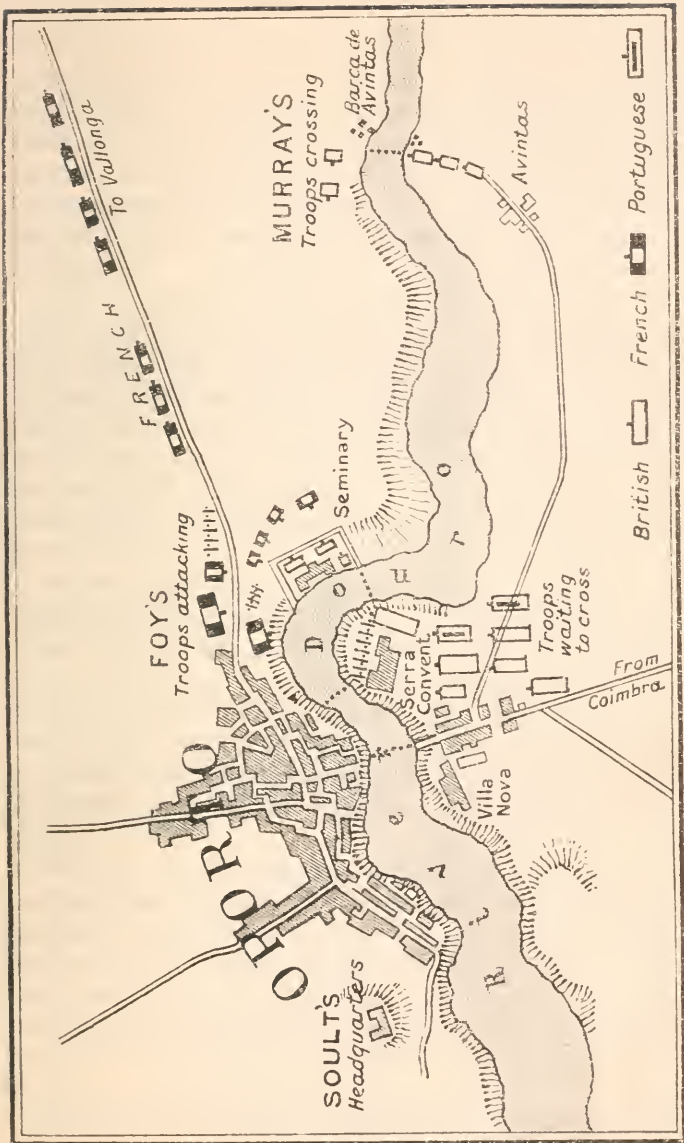 FRENCH
To Vallonga
FOY'S
Troops attacking
MURRAY'S
Troops crossing
Barca de
Avintas
OPORTO
Seminary
SOULT'S
Headquarters
River Douro
Serra
Convent
Avintas
Villa
Nova
Troops
waiting
to cross
From
Coimbra
British French Portuguese